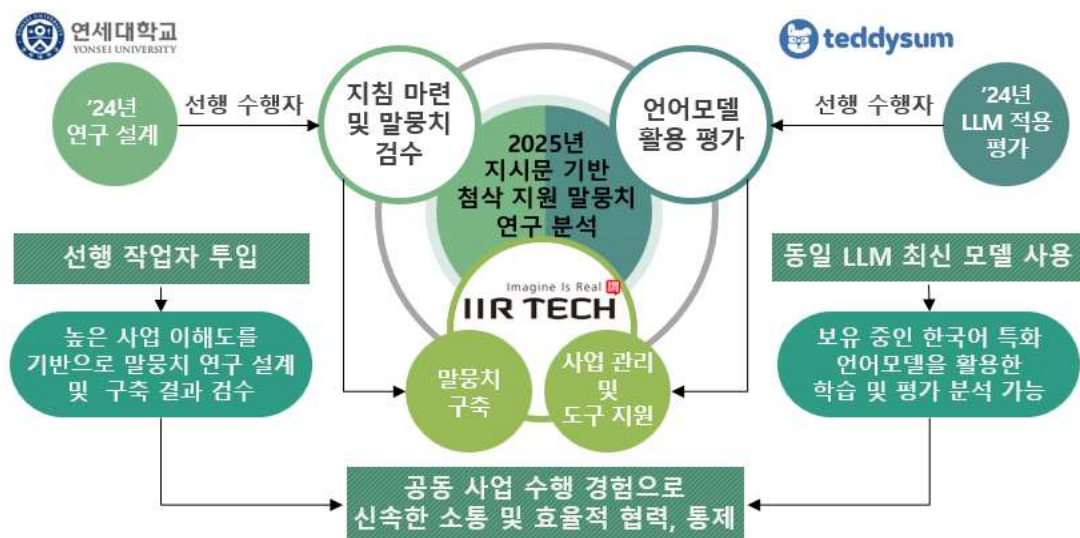 연세대학교
YONSEI UNIVERSITY
teddysum
'24년
연구 설계
선행 수행자
지침 마련
및 말뭉치
검수
언어모델
활용 평가
선행 수행자
'24년
LLM 적용
평가
2025년
지시문 기반
첨삭 지원 말뭉치
연구 분석
선행 작업자 투입
동일 LLM 최신 모델 사용
Imagine Is Real
IIR TECH
높은 사업 이해도를
기반으로 말뭉치 연구 설계
및 구축 결과 검수
말뭉치
구축
사업 관리
및
도구 지원
보유 중인 한국어 특화
언어모델을 활용한
학습 및 평가 분석 가능
공동 사업 수행 경험으로
신속한 소통 및 효율적 협력, 통제